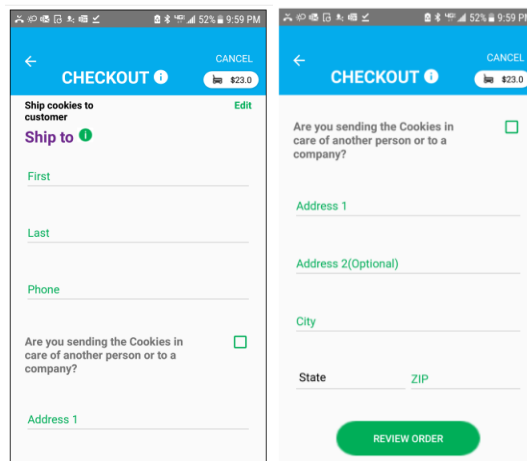 52% 9:59 PM
CANCEL
CHECKOUT i
$23.0
Ship cookies to
customer
Edit
Ship to i
First
Last
Phone
Are you sending the Cookies in
care of another person or to a
company?
Address 1
52% 9:59 PM
CANCEL
CHECKOUT i
$23.0
Are you sending the Cookies in
care of another person or to a
company?
Address 1
Address 2(Optional)
City
State ZIP
REVIEW ORDER